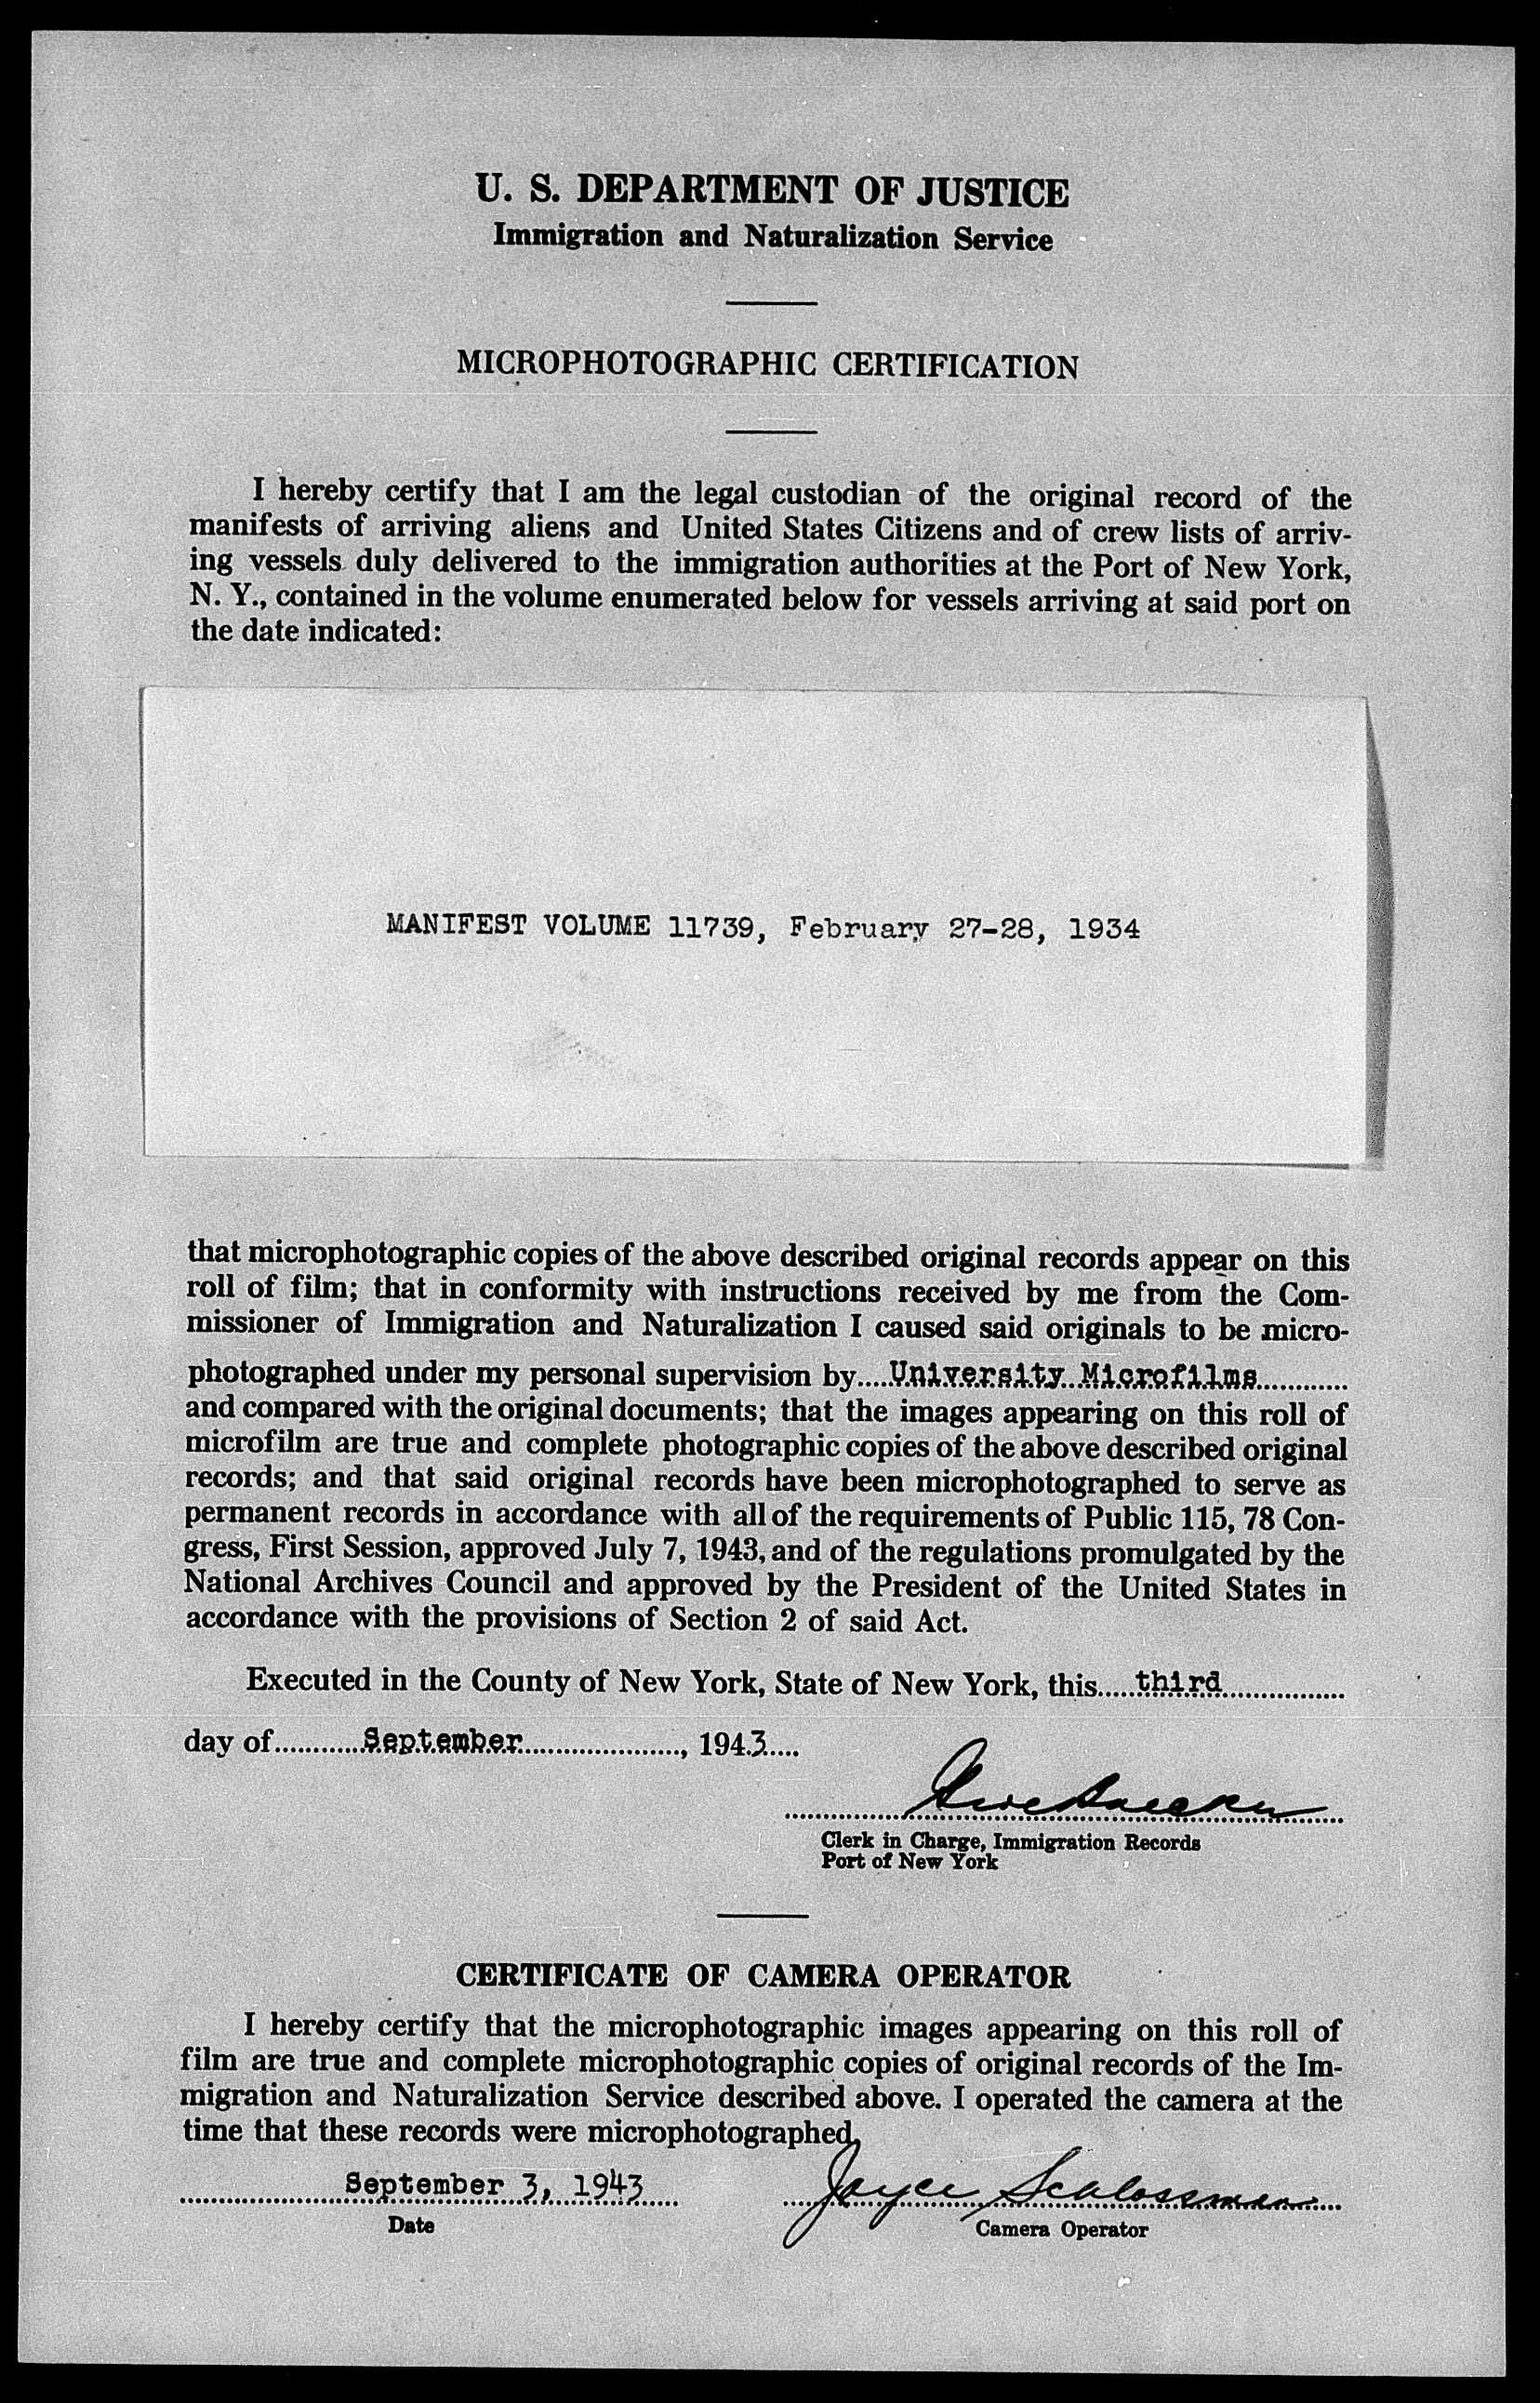 U. S. DEPARTMENT OF JUSTICE
Immigration and Naturalization Service
MICROPHOTOGRAPHIC CERTIFICATION
I hereby certify that I am the legal custodian of the original record of the
manifests of arriving aliens and United States Citizens and of crew lists of arriv-
ing vessels duly delivered to the immigration authorities at the Port of New York,
N. Y., contained in the volume enumerated below for vessels arriving at said port on
the date indicated:
MANIFEST VOLUME 11739, February 27-28, 1934
that microphotographic copies of the above described original records appear on this
roll of film; that in conformity with instructions received by me from the Com-
missioner of Immigration and Naturalization I caused said originals to be micro-
photographed under my personal supervision by....University Microfilms............
and compared with the original documents; that the images appearing on this roll of
microfilm are true and complete photographic copies of the above described original
records; and that said original records have been microphotographed to serve as
permanent records in accordance with all of the requirements of Public 115, 78 Con-
gress, First Session, approved July 7, 1943, and of the regulations promulgated by the
National Archives Council and approved by the President of the United States in
accordance with the provisions of Section 2 of said Act.
Executed in the County of New York, State of New York, this.....third.................
day of............September......................, 1943.....
Clerk in Charge, Immigration Records
Port of New York
CERTIFICATE OF CAMERA OPERATOR
I hereby certify that the microphotographic images appearing on this roll of
film are true and complete microphotographic copies of original records of the Im-
migration and Naturalization Service described above. I operated the camera at the
time that these records were microphotographed.
September 3, 1943 Joyce Schlossman
Date Camera Operator